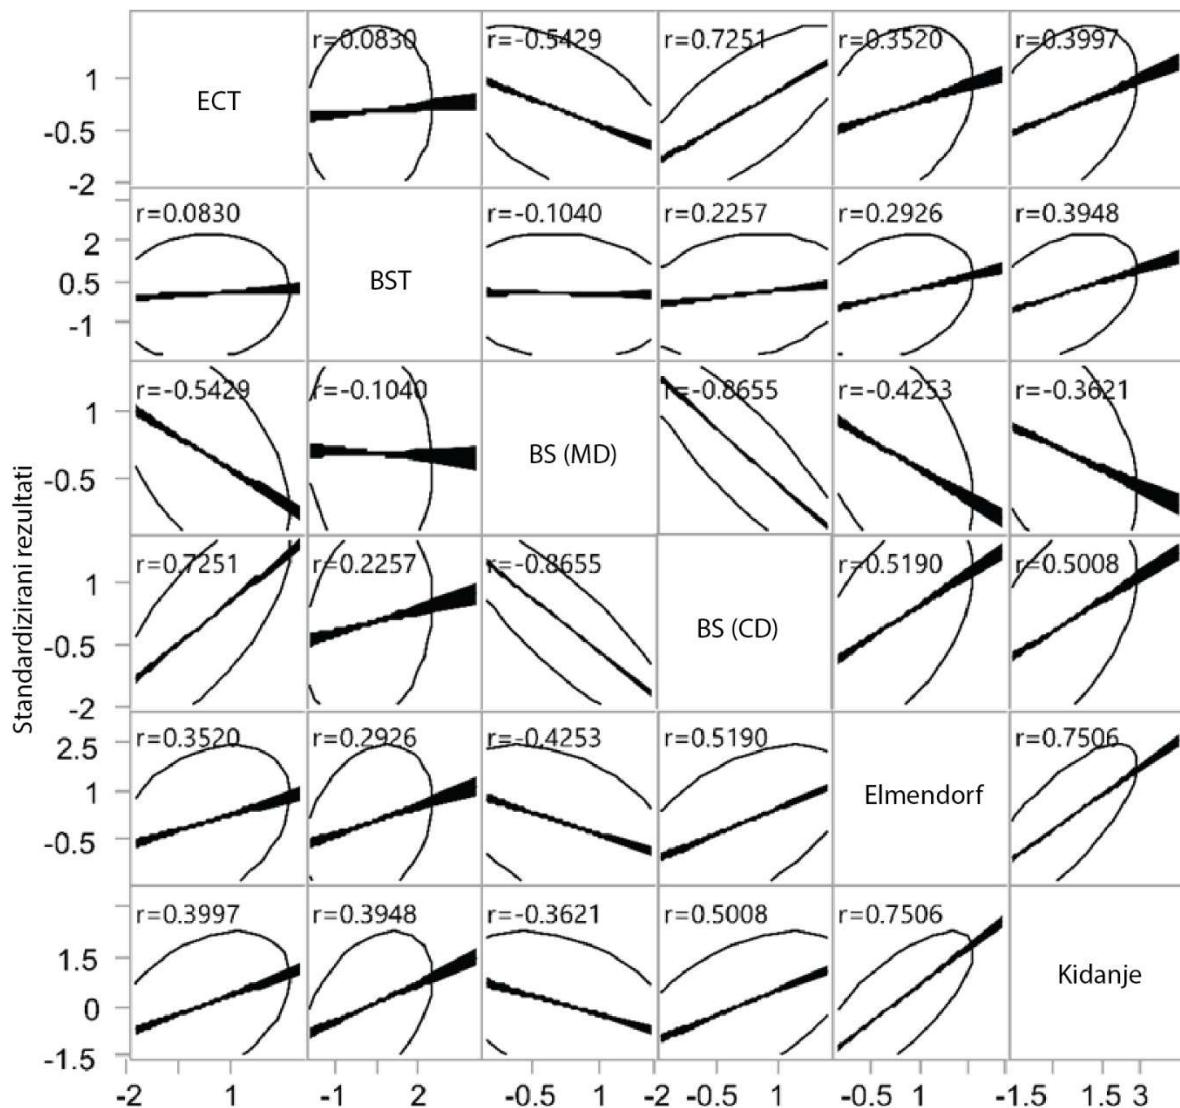 ECT
r=0.0830
r=-0.5429
r=0.7251
r=0.3520
r=0.3997
1
-0.5
-2
r=0.0830
BST
r=-0.1040
r=0.2257
r=0.2926
r=0.3948
2
0.5
-1
r=-0.5429
r=-0.1040
BS (MD)
r=-0.8655
r=-0.4253
r=-0.3621
1
-0.5
Standardizirani rezultati
r=0.7251
r=0.2257
r=-0.8655
BS (CD)
r=0.5190
r=0.5008
1
-0.5
-2
r=0.3520
r=0.2926
r=-0.4253
r=0.5190
Elmendorf
r=0.7506
2.5
1
-0.5
r=0.3997
r=0.3948
r=-0.3621
r=0.5008
r=0.7506
Kidanje
1.5
0
-1.5
-2 1 -1 2 -0.5 1 -2 1 -0.5 1 -1.5 1.5 3